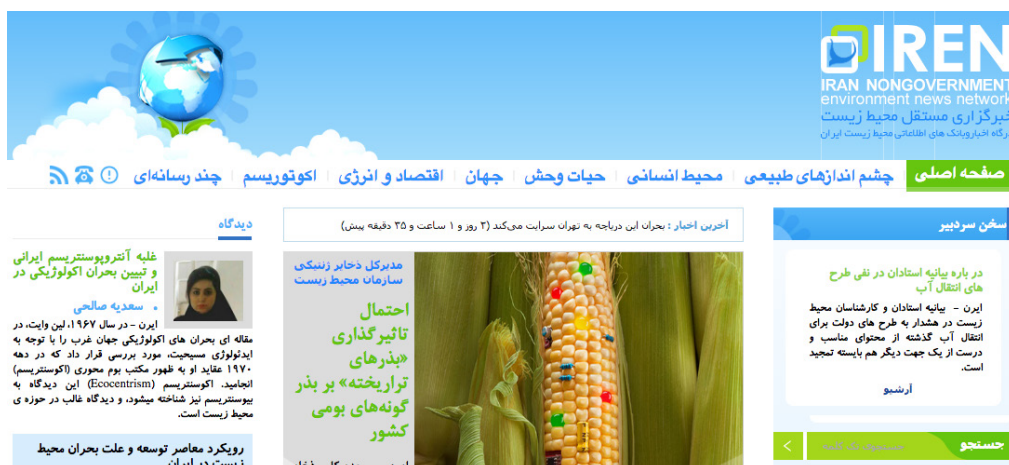 IREN
IRAN NONGOVERNMENT
environment news network
خبرگزاری مستقل محیط زیست
درگاه اخبار و بانک های اطلاعاتی محیط زیست ایران
صفحه اصلی | چشم اندازهای طبیعی | محیط انسانی | حیات وحش | جهان | اقتصاد و انرژی | اکوتوریسم | چند رسانه‌ای
سخن سردبیر
در باره بیانیه استادان در نفی طرح
های انتقال آب
ایرن - بیانیه استادان و کارشناسان محیط
زیست در هشدار به طرح های دولت برای
انتقال آب گذشته از محتوای مناسب و
درست از یک جهت دیگر هم بایسته تمجید
است.
آرشیو
جستجو
آخرین اخبار : بحران این دریاچه به تهران سرایت می‌کند (۲ روز و ۱ ساعت و ۳۵ دقیقه پیش)
مدیرکل ذخایر ژنتیکی
سازمان محیط زیست
احتمال
تاثیرگذاری
«بذرهای
تراریخته» بر بذر
گونه‌های بومی
کشور
دیدگاه
غلبه آنتروپوسنتریسم ایرانی
و تبیین بحران اکولوژیکی در
ایران
سعدیه صالحی
ایرن - در سال ۱۹۶۷، لین وایت، در
مقاله ای بحران های اکولوژیکی جهان غرب را با توجه به
ایدئولوژی مسیحیت، مورد بررسی قرار داد که در دهه
۱۹۷۰ عقاید او به ظهور مکتب بوم محوری (اکوسنتریسم)
انجامید. اکوسنتریسم (Ecocentrism) این دیدگاه به
بیوسنتریسم نیز شناخته میشود، و دیدگاه غالب در حوزه ی
محیط زیست است.
رویکرد معاصر توسعه و علت بحران محیط
زیست در ایران